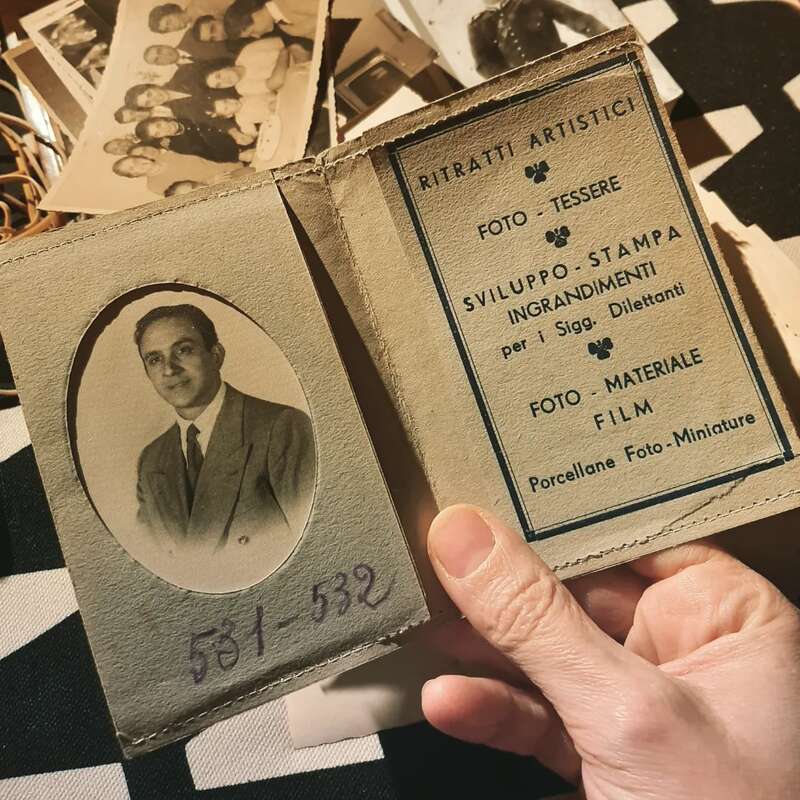 531-532
RITRATTI ARTISTICI
FOTO - TESSERE
SVILUPPO - STAMPA
INGRANDIMENTI
per i Sigg. Dilettanti
FOTO - MATERIALE
FILM
Porcellane Foto-Miniature